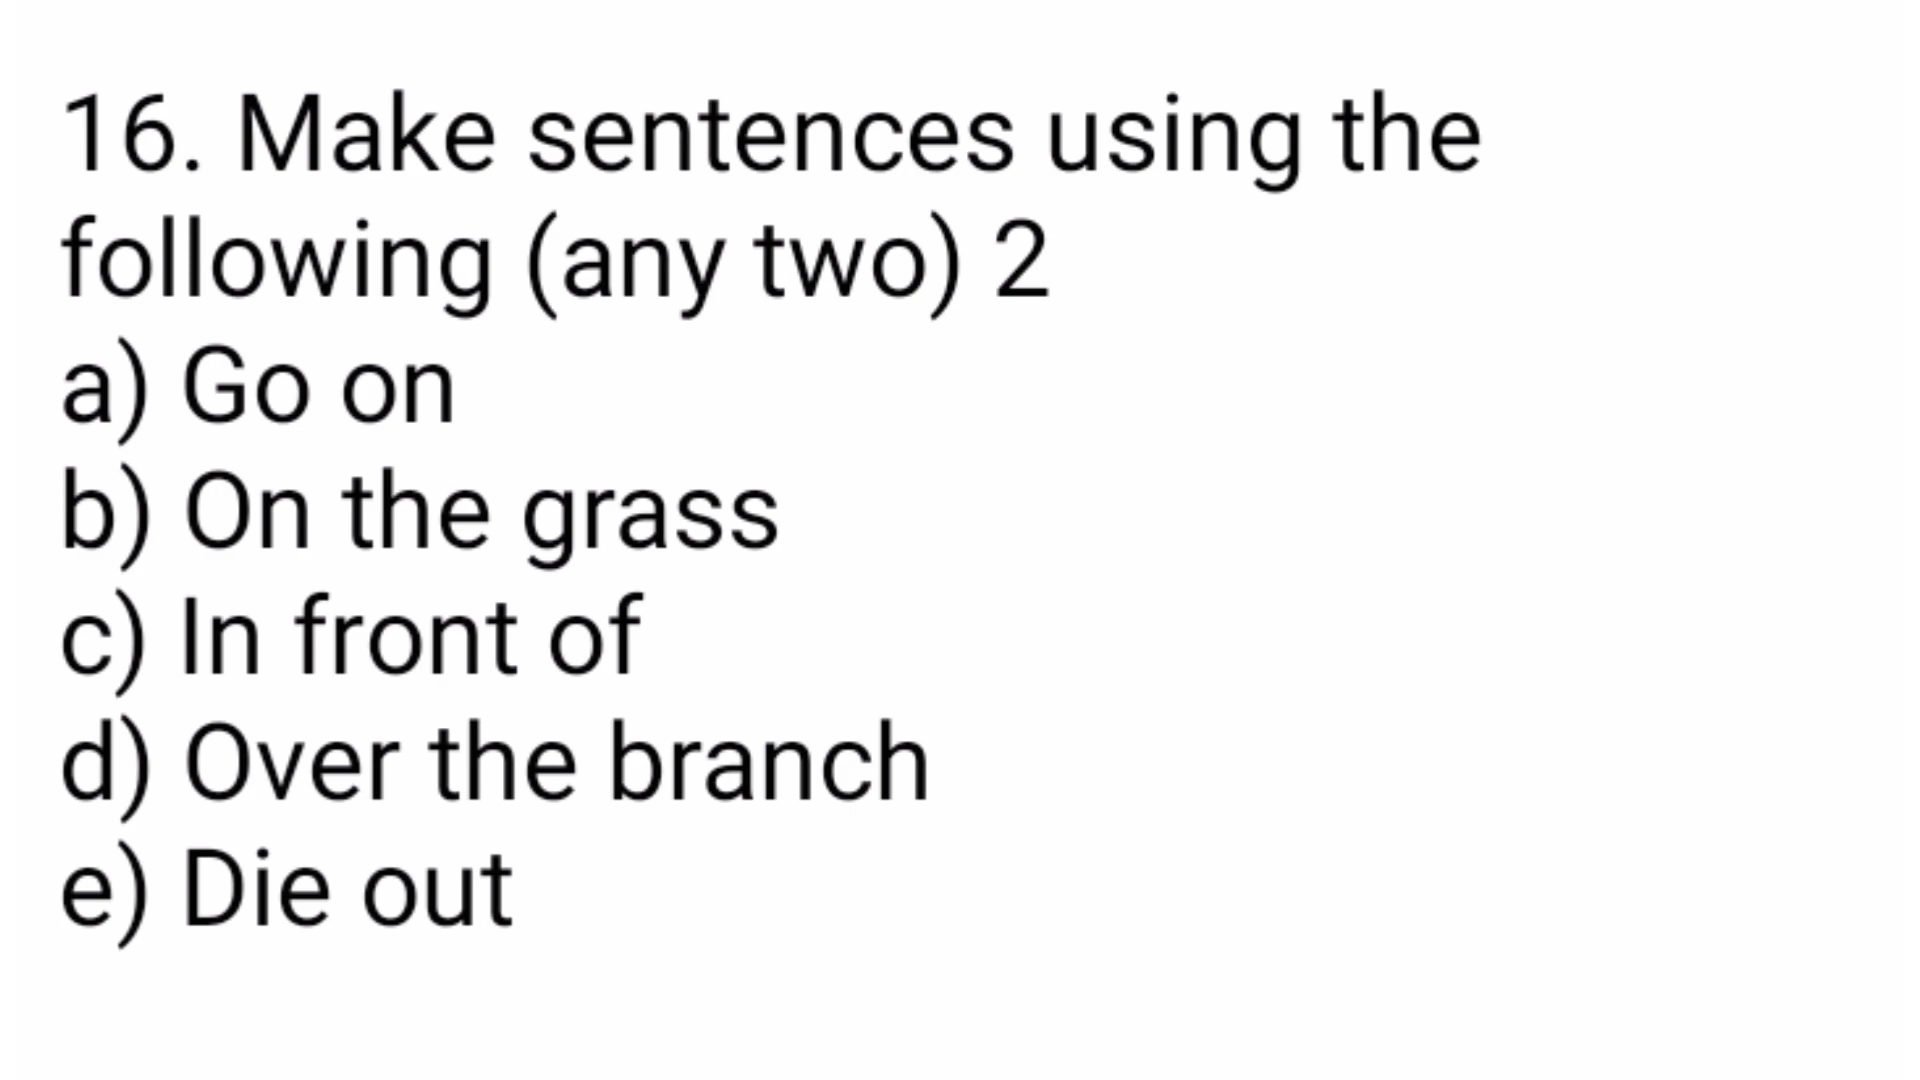 16. Make sentences using the
following (any two) 2
a) Go on
b) On the grass
c) In front of
d) Over the branch
e) Die out